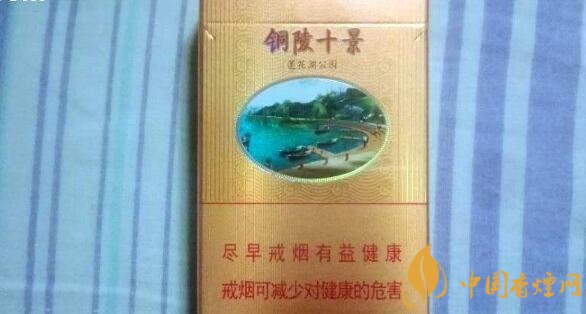 铜陵十景
莲花湖公园
尽早戒烟有益健康
戒烟可减少对健康的危害
中国香烟网